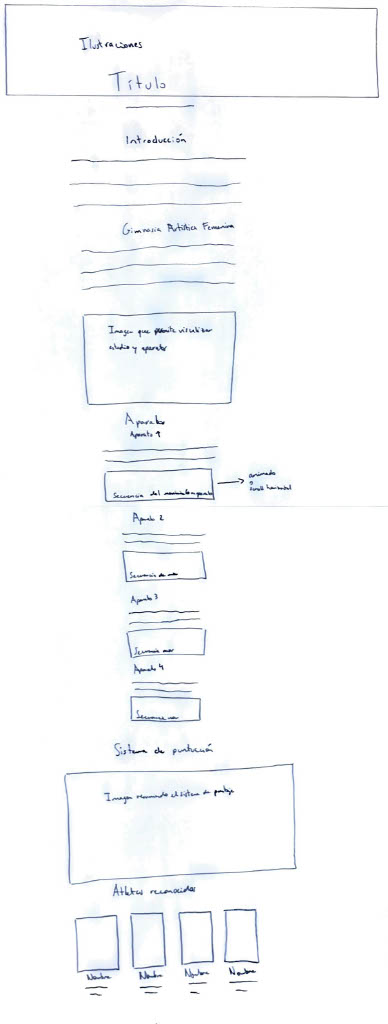 Ilustraciones
Título
Introducción
Gimnasia Artística Femenina
Imagen que permite visualizar
estadio y aparatos
Aparatos
Aparato 1
Secuencia del movimiento en aparato
animado
o
scroll horizontal
Aparato 2
Secuencia de mov
Aparato 3
Secuencia mov
Aparato 4
Secuencia mov
Sistema de puntuación
Imagen resumiendo el sistema de puntaje
Atletas reconocidas
Nombre
Nombre
Nombre
Nombre